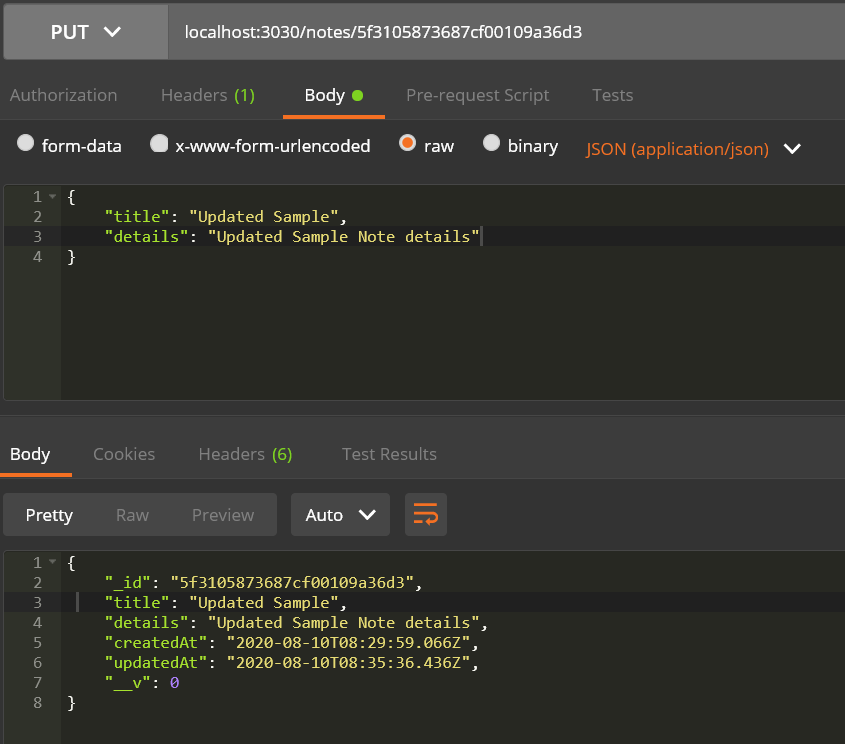 PUT localhost:3030/notes/5f3105873687cf00109a36d3
Authorization Headers (1) Body Pre-request Script Tests
form-data x-www-form-urlencoded raw binary JSON (application/json)
1 {
2 "title": "Updated Sample",
3 "details": "Updated Sample Note details"
4 }
Body Cookies Headers (6) Test Results
Pretty Raw Preview Auto
1 {
2 "_id": "5f3105873687cf00109a36d3",
3 "title": "Updated Sample",
4 "details": "Updated Sample Note details",
5 "createdAt": "2020-08-10T08:29:59.066Z",
6 "updatedAt": "2020-08-10T08:35:36.436Z",
7 "__v": 0
8 }